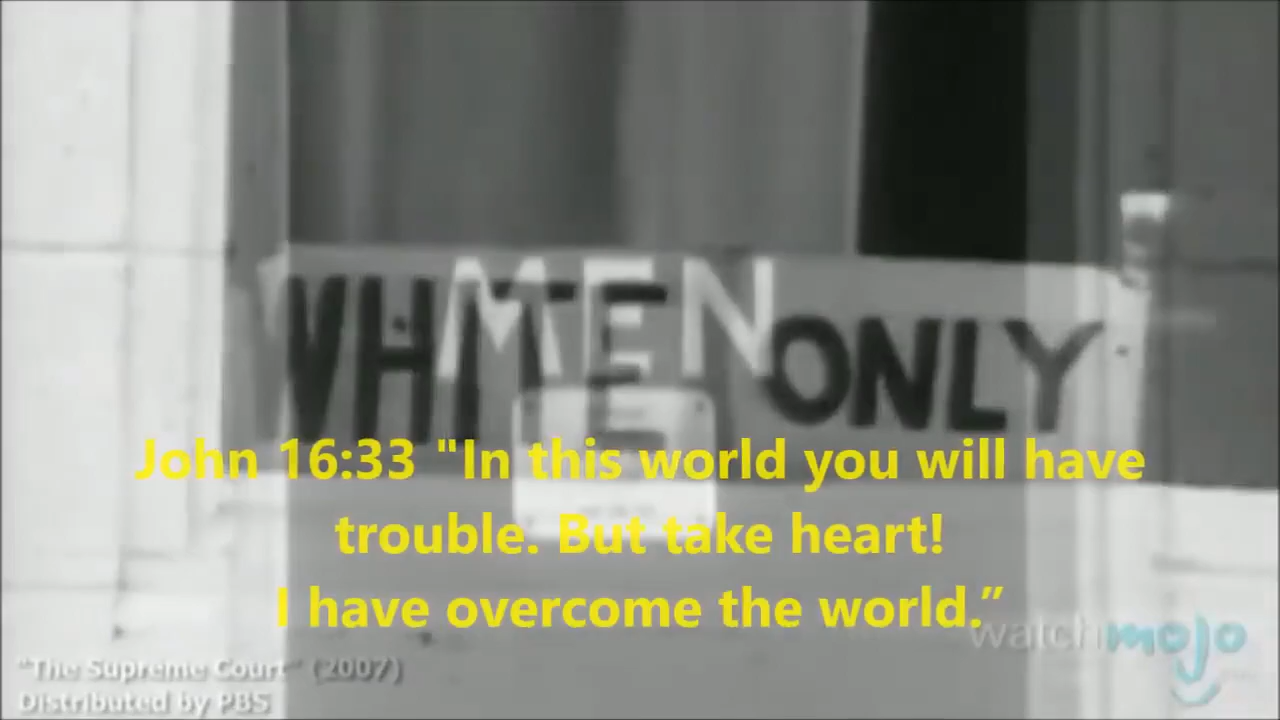 MEN
WHITE ONLY
John 16:33 "In this world you will have
trouble. But take heart!
I have overcome the world.”
watchmojo
"The Supreme Court" (2007)
Distributed by PBS